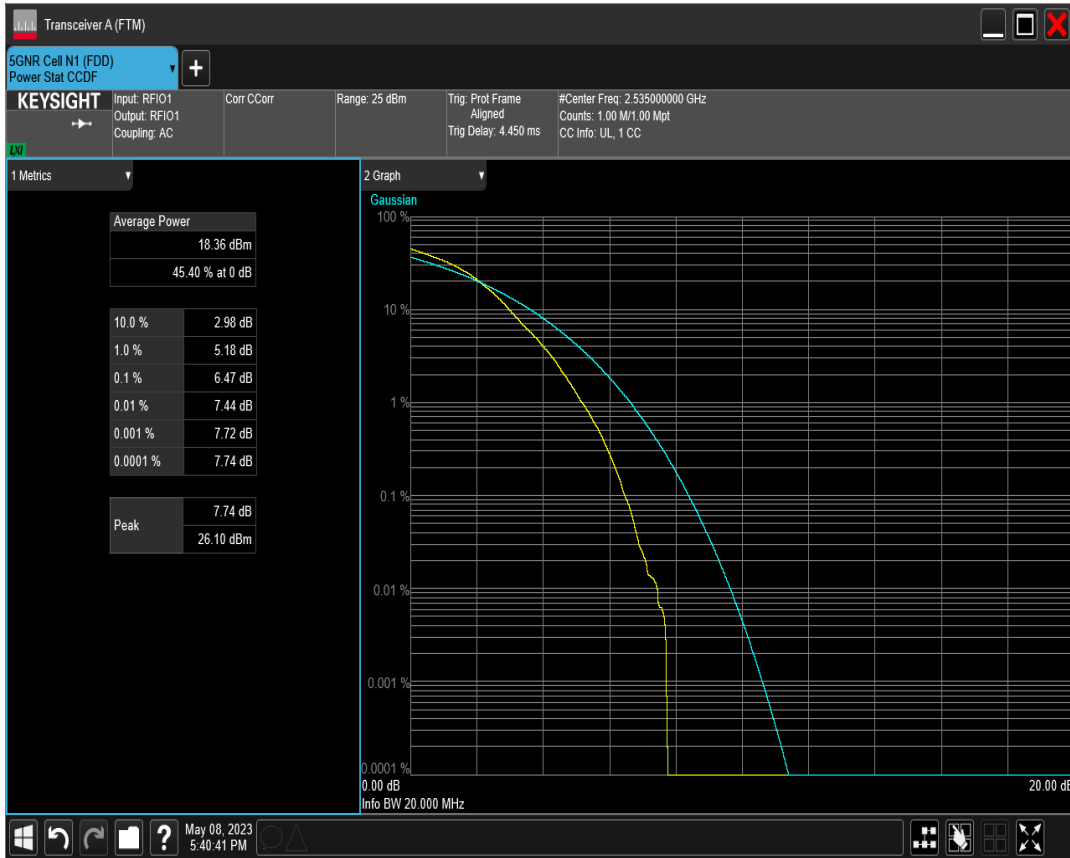 Transceiver A (FTM)
5GNR Cell N1 (FDD)
Power Stat CCDF
KEYSIGHT
LXI
Input: RFIO1
Output: RFIO1
Coupling: AC
Corr CCorr
Range: 25 dBm
Trig: Prot Frame
Aligned
Trig Delay: 4.450 ms
#Center Freq: 2.535000000 GHz
Counts: 1.00 M/1.00 Mpt
CC Info: UL, 1 CC
1 Metrics
Average Power
18.36 dBm
45.40 % at 0 dB
10.0 % 2.98 dB
1.0 % 5.18 dB
0.1 % 6.47 dB
0.01 % 7.44 dB
0.001 % 7.72 dB
0.0001 % 7.74 dB
Peak
7.74 dB
26.10 dBm
2 Graph
Gaussian
100 %
10 %
1 %
0.1 %
0.01 %
0.001 %
0.0001 %
0.00 dB 20.00 dB
Info BW 20.000 MHz
May 08, 2023
5:40:41 PM